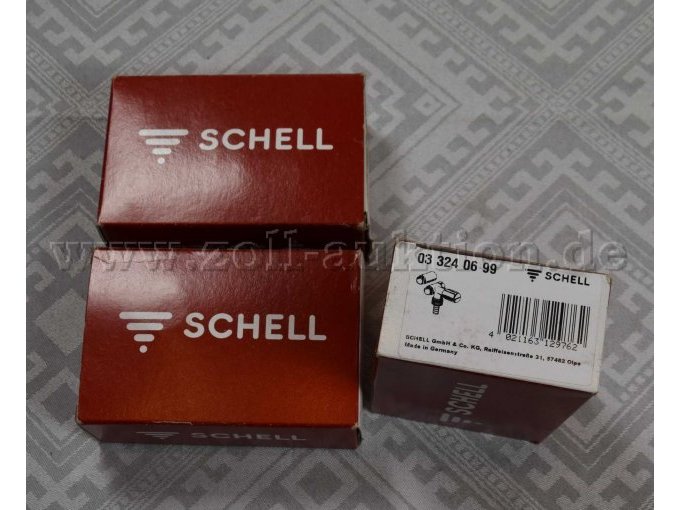 SCHELL
www.zoll-auktion.de
SCHELL
SCHELL
03 324 06 99
SCHELL
4 021163 129762
SCHELL GmbH & Co. KG, Raiffeisenstraße 31, 57462 Olpe
Made in Germany
SCHELL